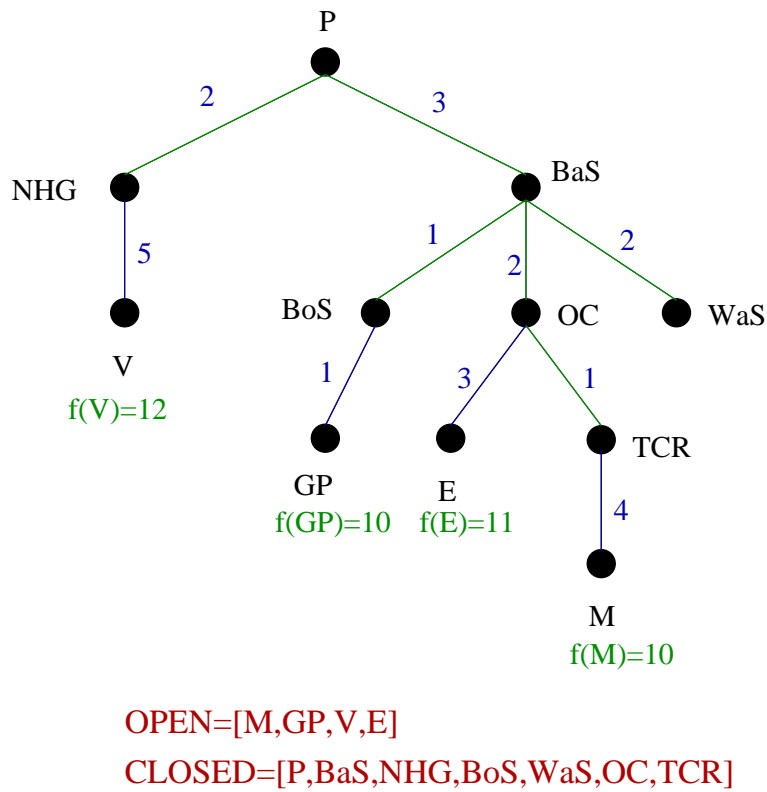 P
2 3
NHG BaS
5 1 2 2
BoS OC WaS
V
f(V)=12
1 3 1
TCR
GP E
f(GP)=10 f(E)=11
4
M
f(M)=10
OPEN=[M,GP,V,E]
CLOSED=[P,BaS,NHG,BoS,WaS,OC,TCR]